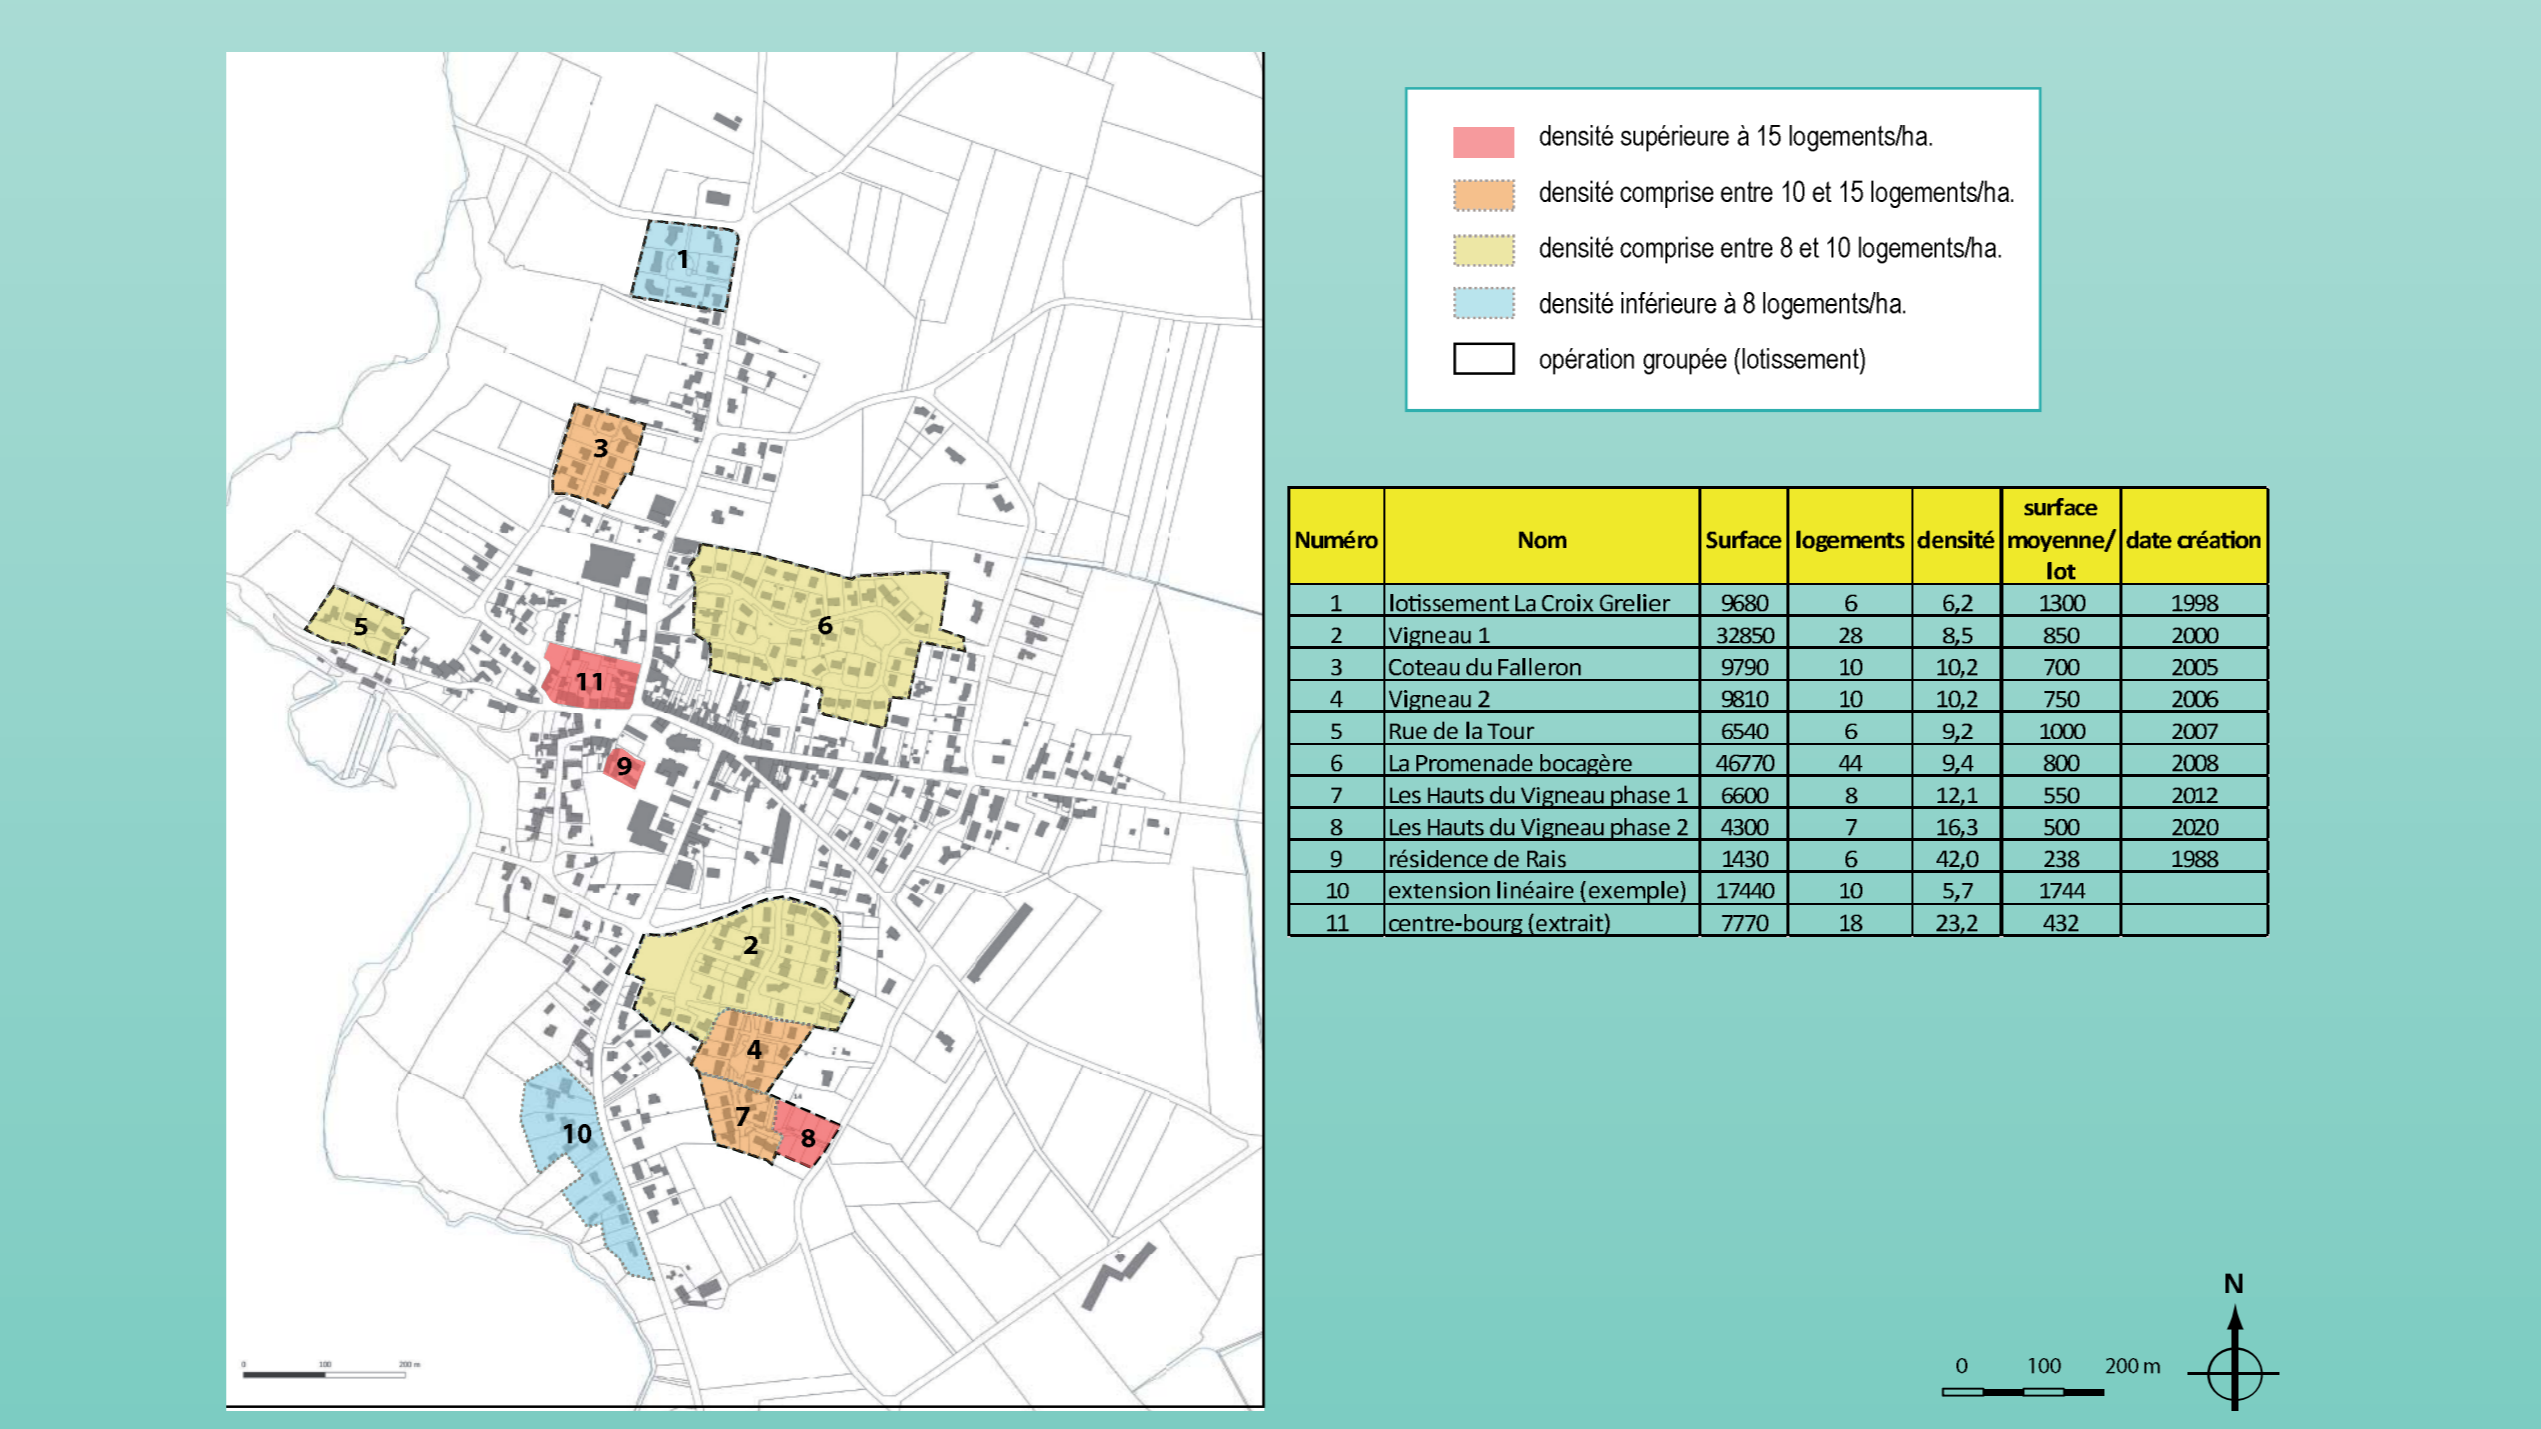 densité supérieure à 15 logements/ha.
densité comprise entre 10 et 15 logements/ha.
densité comprise entre 8 et 10 logements/ha.
densité inférieure à 8 logements/ha.
opération groupée (lotissement)
1
3
5
6
11
9
2
4
7
8
10
14
0 100 200 m
Numéro Nom Surface logements densité surface moyenne/ lot date création
1 lotissement La Croix Grelier 9680 6 6,2 1300 1998
2 Vigneau 1 32850 28 8,5 850 2000
3 Coteau du Falleron 9790 10 10,2 700 2005
4 Vigneau 2 9810 10 10,2 750 2006
5 Rue de la Tour 6540 6 9,2 1000 2007
6 La Promenade bocagère 46770 44 9,4 800 2008
7 Les Hauts du Vigneau phase 1 6600 8 12,1 550 2012
8 Les Hauts du Vigneau phase 2 4300 7 16,3 500 2020
9 résidence de Rais 1430 6 42,0 238 1988
10 extension linéaire (exemple) 17440 10 5,7 1744
11 centre-bourg (extrait) 7770 18 23,2 432
N
0 100 200 m